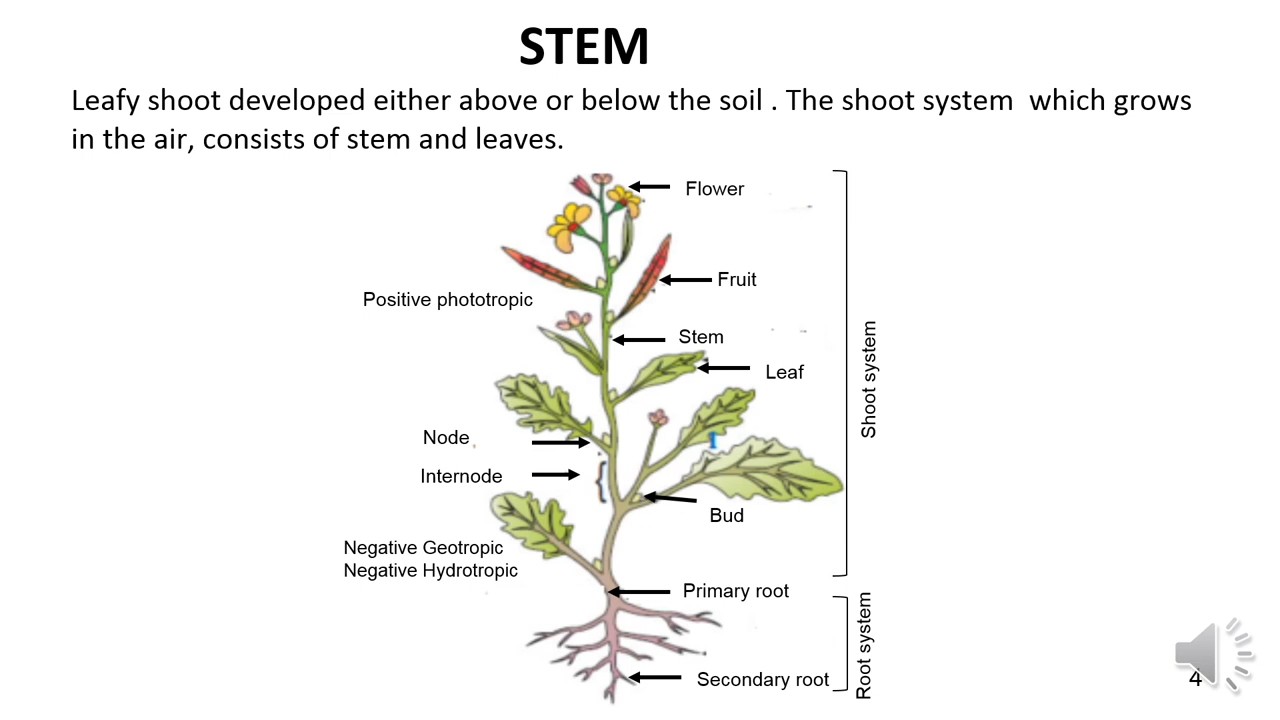 STEM
Leafy shoot developed either above or below the soil . The shoot system  which grows
in the air, consists of stem and leaves.
Flower
Fruit
Positive phototropic
Stem
Leaf
Shoot system
Node
Internode
Bud
Negative Geotropic
Negative Hydrotropic
Primary root
Root system
Secondary root
4